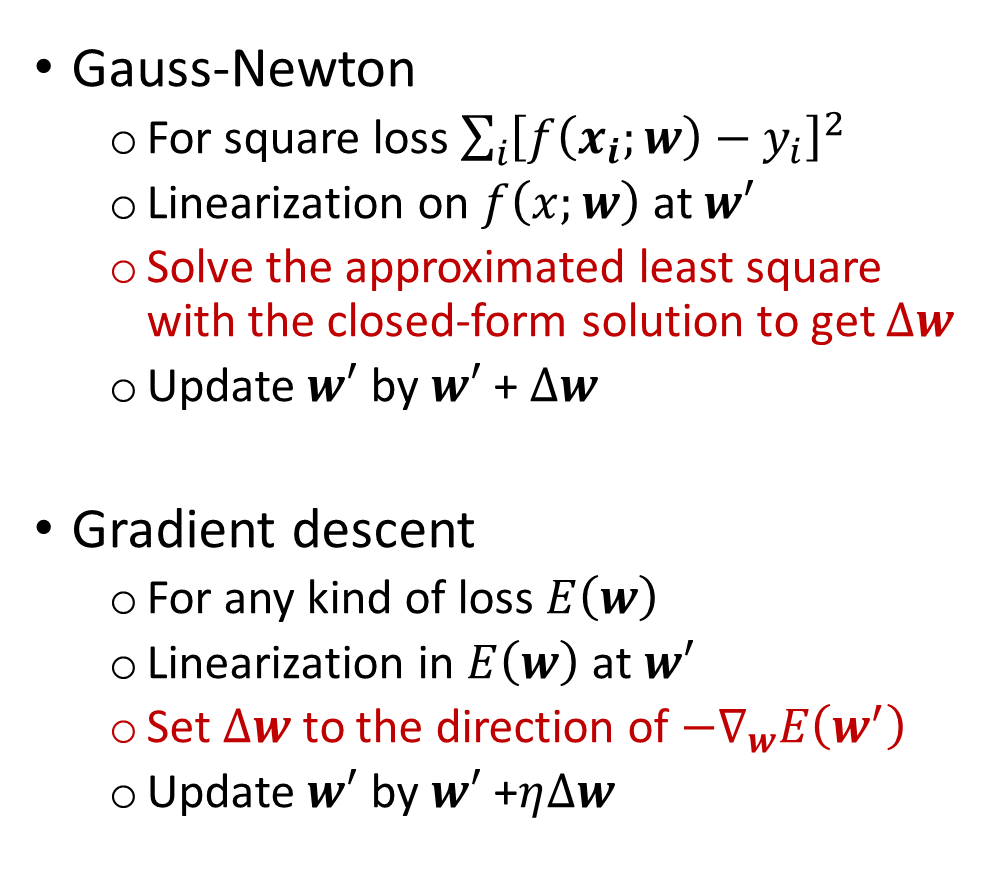 • Gauss-Newton
o For square loss ∑ᵢ[𝑓(𝒙ᵢ; 𝒘) − 𝑦ᵢ]²
o Linearization on 𝑓(𝑥; 𝒘) at 𝒘′
o Solve the approximated least square
with the closed-form solution to get Δ𝒘
o Update 𝒘′ by 𝒘′ + Δ𝒘
• Gradient descent
o For any kind of loss 𝐸(𝒘)
o Linearization in 𝐸(𝒘) at 𝒘′
o Set Δ𝒘 to the direction of −∇_𝒘𝐸(𝒘′)
o Update 𝒘′ by 𝒘′ +𝜂Δ𝒘